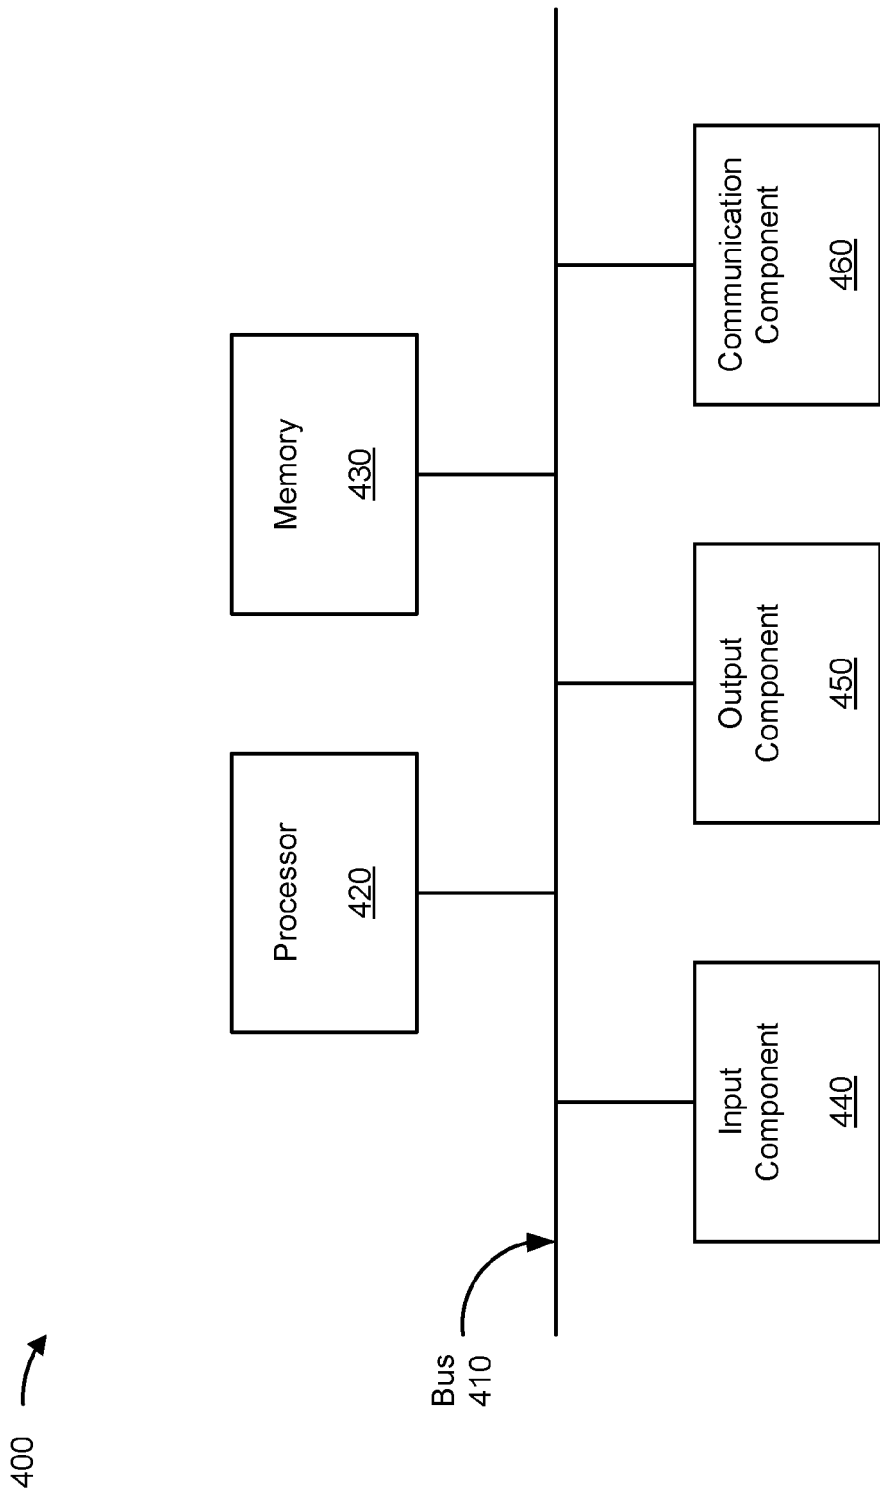 400
Processor
420
Memory
430
Bus
410
Input
Component
440
Output
Component
450
Communication
Component
460